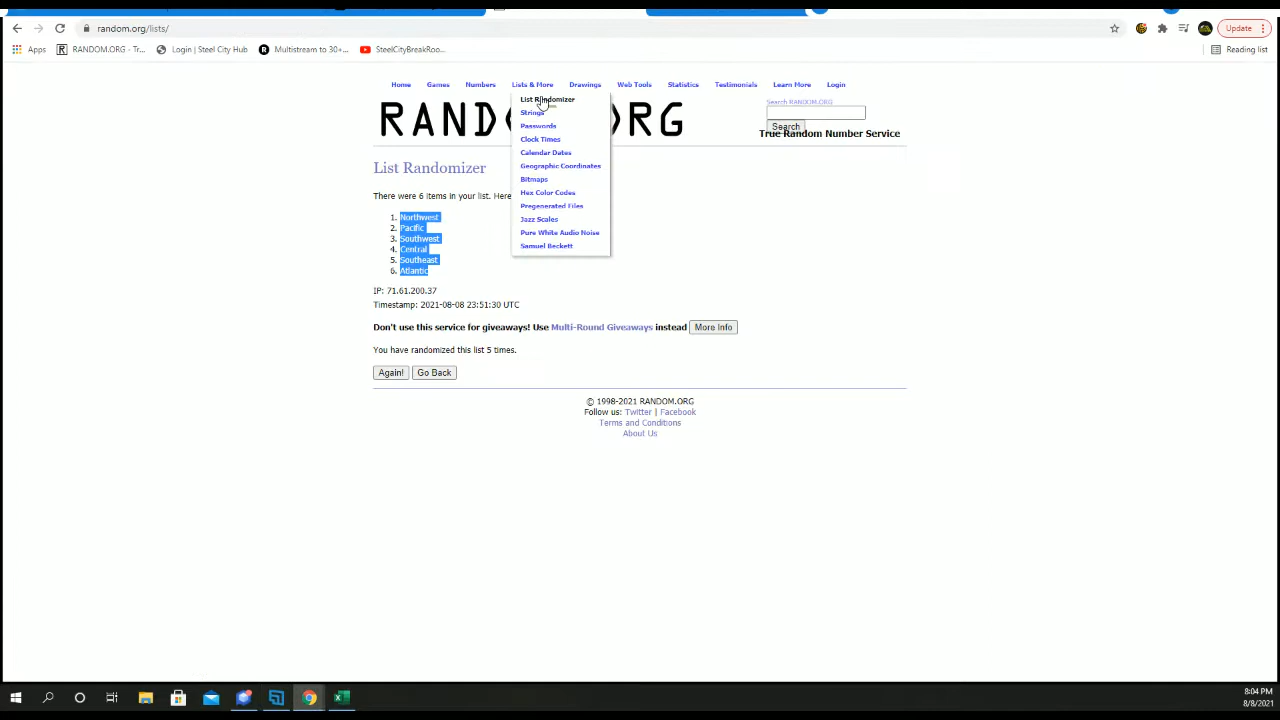 random.org/lists/
Update
Apps
RANDOM.ORG - Tr...
Login | Steel City Hub
Multistream to 30+...
SteelCityBreakRoo...
Reading list
Home
Games
Numbers
Lists & More
Drawings
Web Tools
Statistics
Testimonials
Learn More
Login
List Randomizer
Strings
Passwords
Clock Times
Calendar Dates
Geographic Coordinates
Bitmaps
Hex Color Codes
Pregenerated Files
Jazz Scales
Pure White Audio Noise
Samuel Beckett
Search RANDOM.ORG
Search
True Random Number Service
List Randomizer
There were 6 items in your list. Here
1. Northwest
2. Pacific
3. Southwest
4. Central
5. Southeast
6. Atlantic
IP: 71.61.200.37
Timestamp: 2021-08-08 23:51:30 UTC
Don't use this service for giveaways! Use Multi-Round Giveaways instead More Info
You have randomized this list 5 times.
Again! Go Back
© 1998-2021 RANDOM.ORG
Follow us: Twitter | Facebook
Terms and Conditions
About Us
8:04 PM
8/8/2021